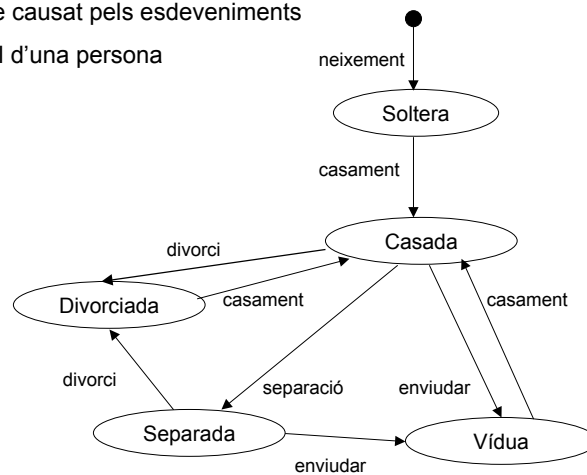 e causat pels esdeveniments
l d'una persona
neixement
Soltera
casament
Casada
divorci
Divorciada
casament
casament
divorci
separació
enviudar
Separada
Vídua
enviudar